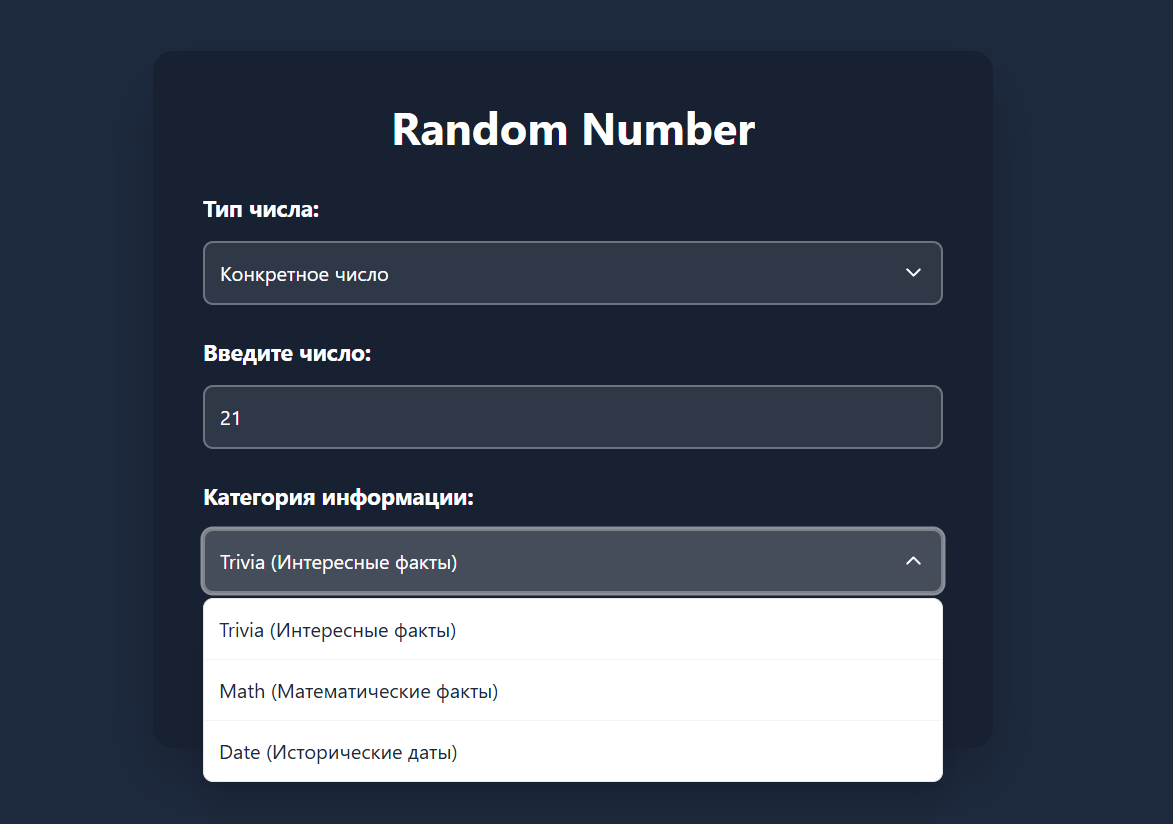 Random Number
Тип числа:
Конкретное число
Введите число:
21
Категория информации:
Trivia (Интересные факты)
Trivia (Интересные факты)
Math (Математические факты)
Date (Исторические даты)